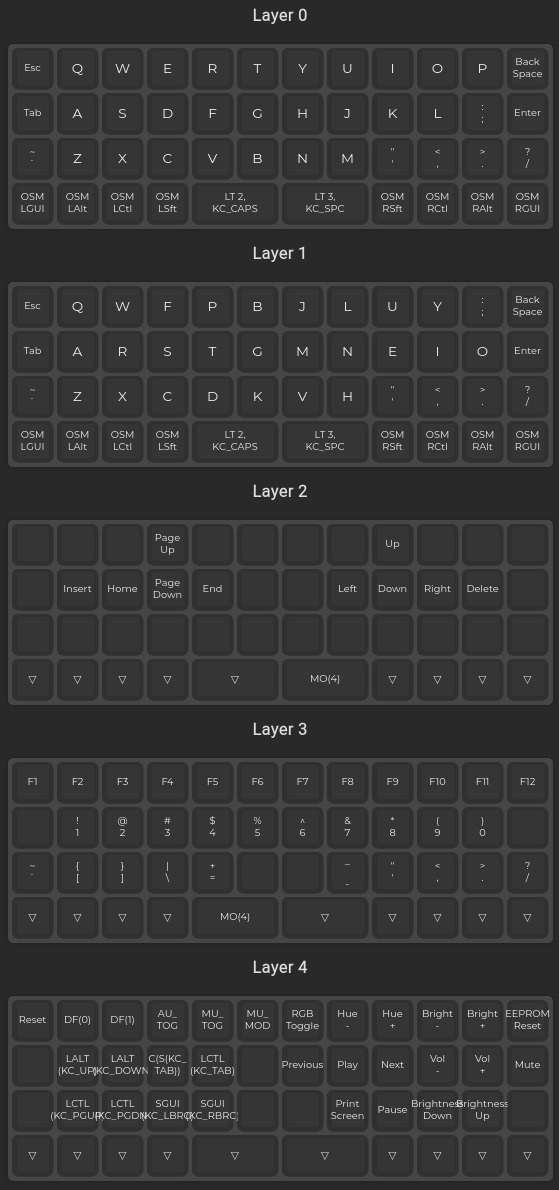 Layer 0
Esc Q W E R T Y U I O P Back Space
Tab A S D F G H J K L : ; Enter
~ ` Z X C V B N M " ' < , > . ? /
OSM LGUI OSM LAlt OSM LCtl OSM LSft LT 2, KC_CAPS LT 3, KC_SPC OSM RSft OSM RCtl OSM RAlt OSM RGUI
Layer 1
Esc Q W F P B J L U Y : ; Back Space
Tab A R S T G M N E I O Enter
~ ` Z X C D K V H " ' < , > . ? /
OSM LGUI OSM LAlt OSM LCtl OSM LSft LT 2, KC_CAPS LT 3, KC_SPC OSM RSft OSM RCtl OSM RAlt OSM RGUI
Layer 2
Page Up Up
Insert Home Page Down End Left Down Right Delete
▽ ▽ ▽ ▽ ▽ MO(4) ▽ ▽ ▽ ▽
Layer 3
F1 F2 F3 F4 F5 F6 F7 F8 F9 F10 F11 F12
! 1 @ 2 # 3 $ 4 % 5 ^ 6 & 7 * 8 ( 9 ) 0
~ ` { [ } ] | \ + = _ - " ' < , > . ? /
▽ ▽ ▽ ▽ MO(4) ▽ ▽ ▽ ▽ ▽
Layer 4
Reset DF(0) DF(1) AU_ TOG MU_ TOG MU_ MOD RGB Toggle Hue - Hue + Bright - Bright + EEPROM Reset
LALT (KC_UP) LALT (KC_DOWN C(S(KC_ TAB)) LCTL (KC_TAB) Previous Play Next Vol - Vol + Mute
LCTL (KC_PGUP) LCTL (KC_PGDN) SGUI (KC_LBRC) SGUI (KC_RBRC) Print Screen Pause Brightness Down Brightness Up
▽ ▽ ▽ ▽ ▽ ▽ ▽ ▽ ▽ ▽